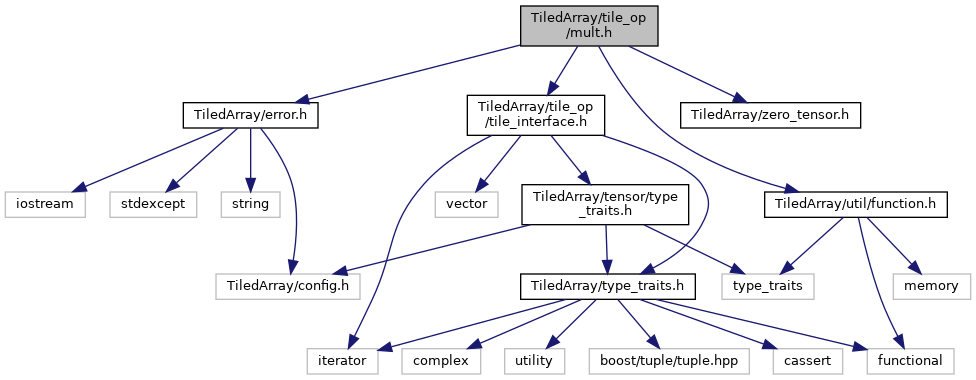 TiledArray/tile_op
/mult.h
TiledArray/error.h
TiledArray/tile_op
/tile_interface.h
TiledArray/zero_tensor.h
iostream
stdexcept
string
vector
TiledArray/tensor/type
_traits.h
TiledArray/util/function.h
TiledArray/config.h
TiledArray/type_traits.h
type_traits
memory
iterator
complex
utility
boost/tuple/tuple.hpp
cassert
functional